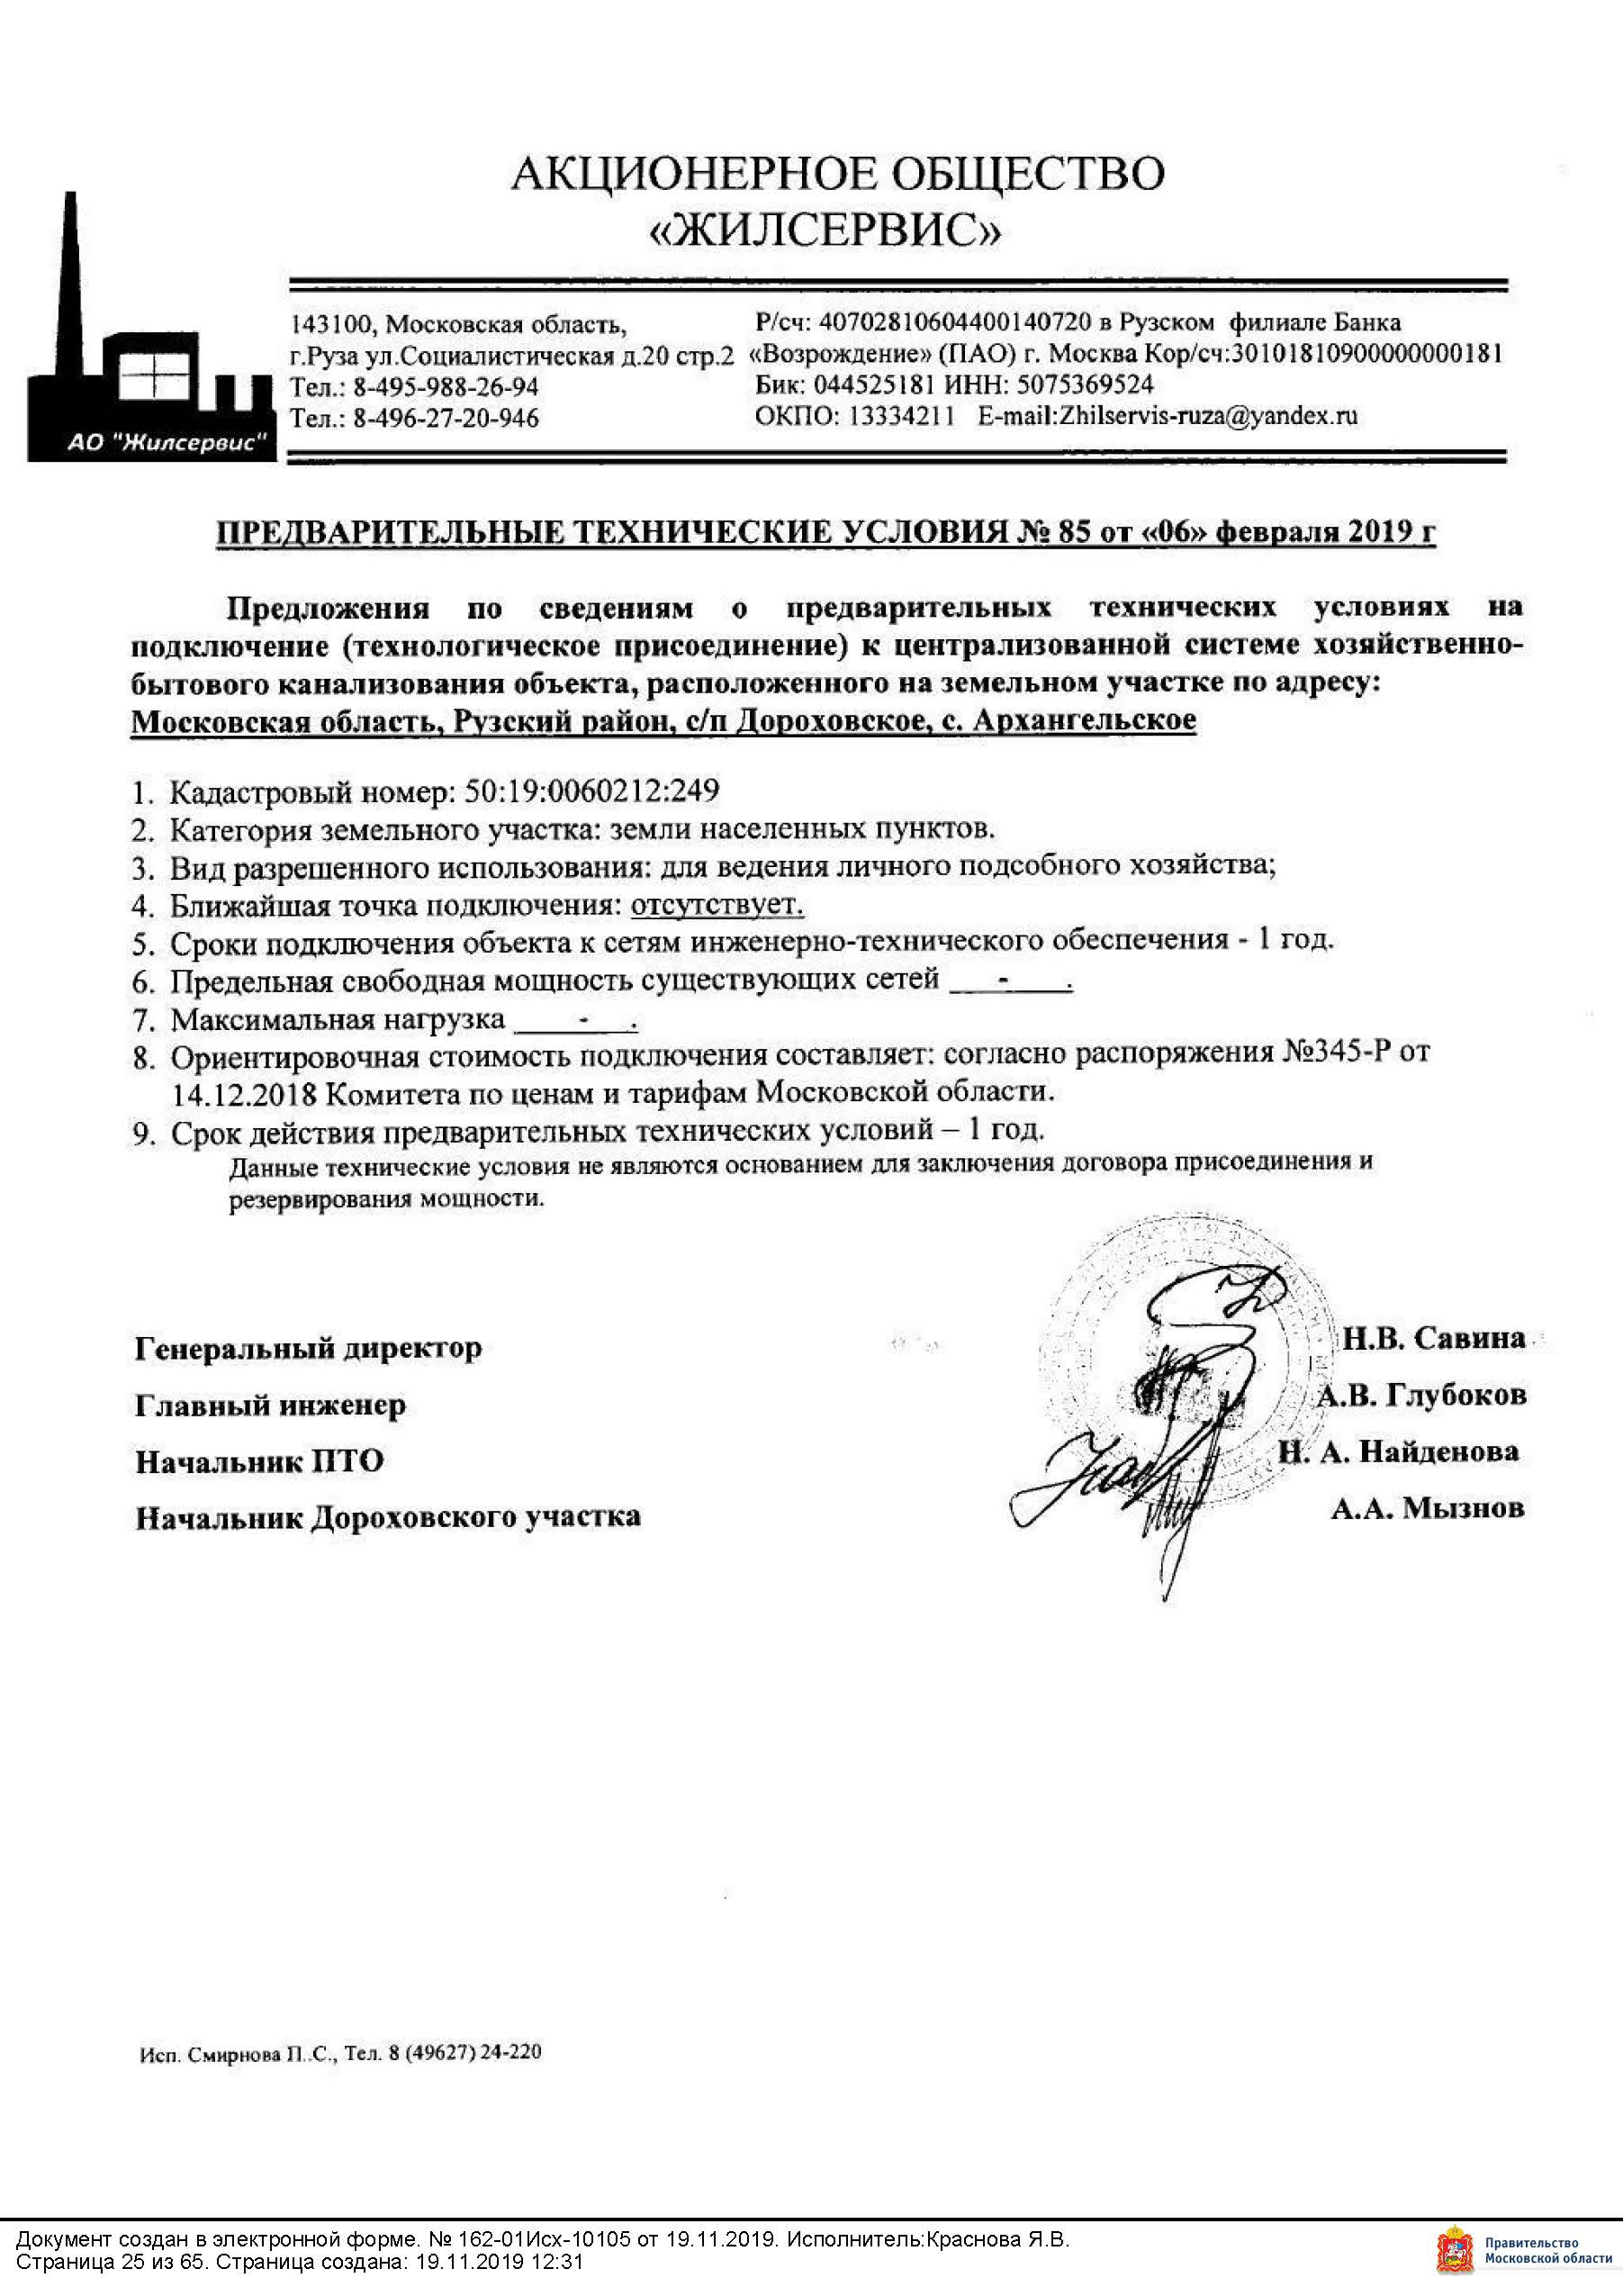 АКЦИОНЕРНОЕ ОБЩЕСТВО
«ЖИЛСЕРВИС»
143100, Московская область,
г.Руза ул.Социалистическая д.20 стр.2
Тел.: 8-495-988-26-94
Тел.: 8-496-27-20-946
Р/сч: 40702810604400140720 в Рузском филиале Банка
«Возрождение» (ПАО) г. Москва Кор/сч:30101810900000000181
Бик: 044525181 ИНН: 5075369524
ОКПО: 13334211 E-mail:Zhilservis-ruza@yandex.ru
АО "Жилсервис"
ПРЕДВАРИТЕЛЬНЫЕ ТЕХНИЧЕСКИЕ УСЛОВИЯ № 85 от «06» февраля 2019 г
Предложения по сведениям о предварительных технических условиях на
подключение (технологическое присоединение) к централизованной системе хозяйственно-
бытового канализования объекта, расположенного на земельном участке по адресу:
Московская область, Рузский район, с/п Дороховское, с. Архангельское
1. Кадастровый номер: 50:19:0060212:249
2. Категория земельного участка: земли населенных пунктов.
3. Вид разрешенного использования: для ведения личного подсобного хозяйства;
4. Ближайшая точка подключения: отсутствует.
5. Сроки подключения объекта к сетям инженерно-технического обеспечения - 1 год.
6. Предельная свободная мощность существующих сетей ___-____.
7. Максимальная нагрузка ____-___.
8. Ориентировочная стоимость подключения составляет: согласно распоряжения №345-Р от
14.12.2018 Комитета по ценам и тарифам Московской области.
9. Срок действия предварительных технических условий – 1 год.
Данные технические условия не являются основанием для заключения договора присоединения и
резервирования мощности.
Генеральный директор Н.В. Савина
Главный инженер А.В. Глубоков
Начальник ПТО Н. А. Найденова
Начальник Дороховского участка А.А. Мызнов
Исп. Смирнова П..С., Тел. 8 (49627) 24-220
Документ создан в электронной форме. № 162-01Исх-10105 от 19.11.2019. Исполнитель:Краснова Я.В.
Страница 25 из 65. Страница создана: 19.11.2019 12:31
Правительство
Московской области